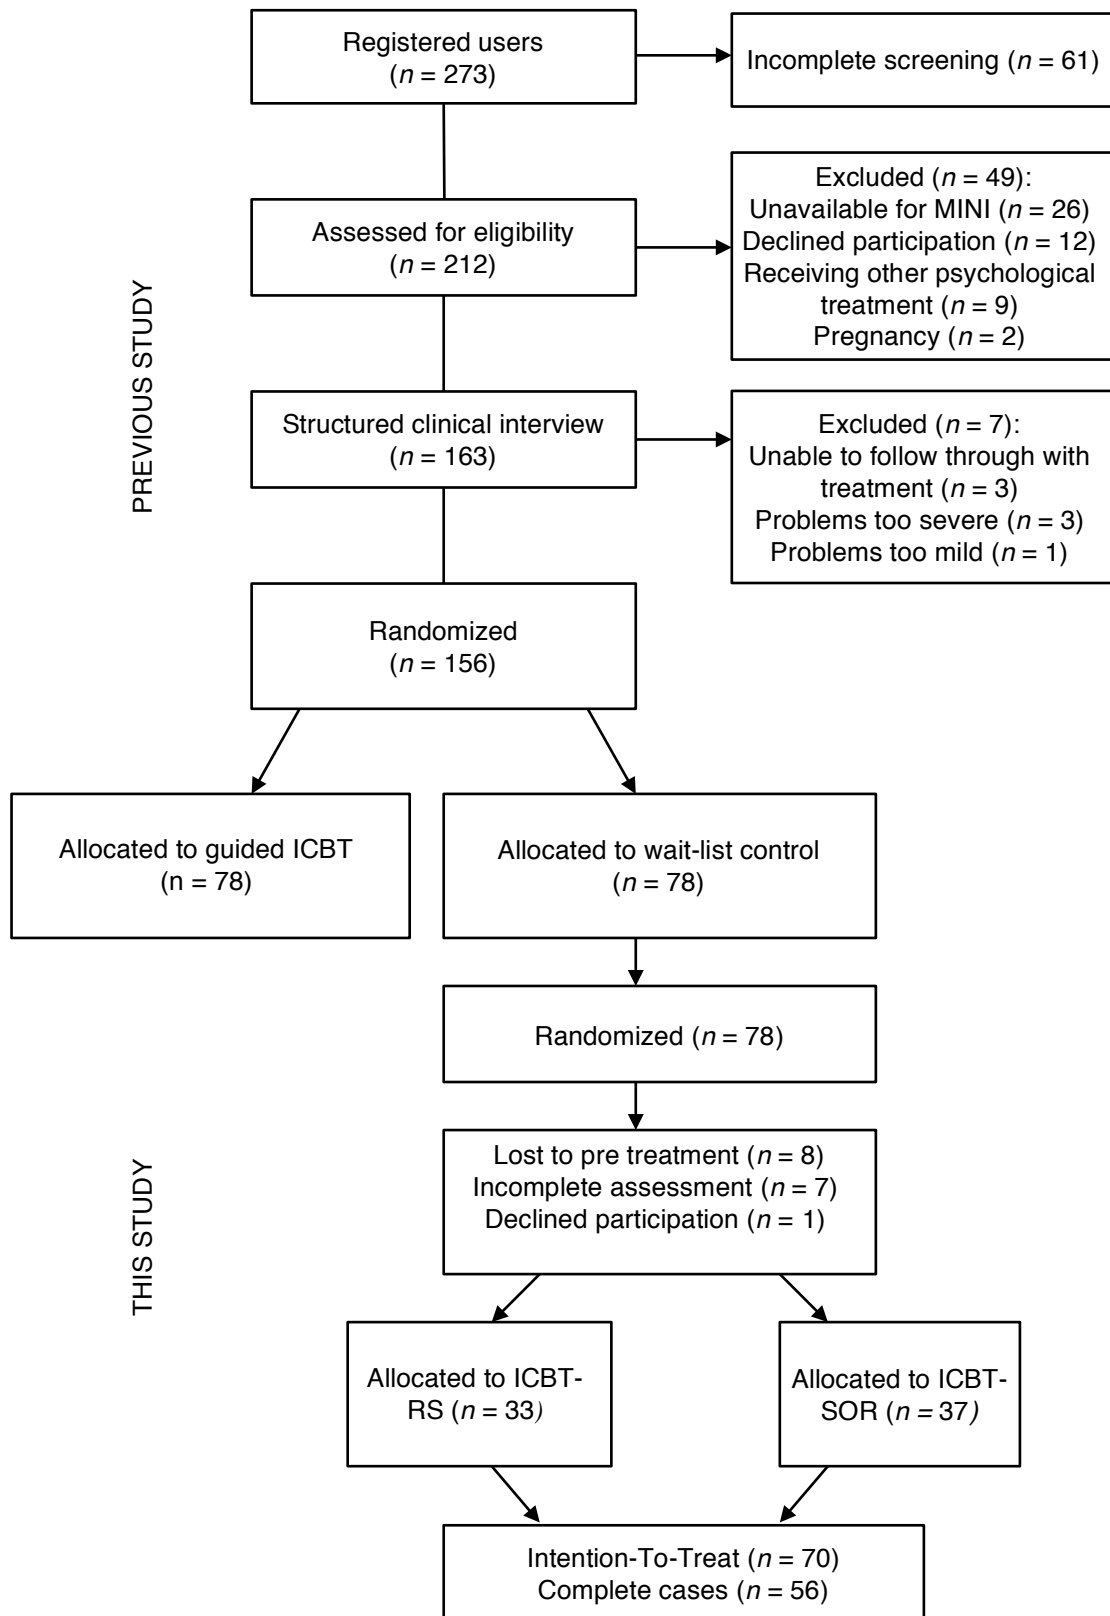 Registered users
(n = 273)
Incomplete screening (n = 61)
Assessed for eligibility
(n = 212)
Excluded (n = 49):
Unavailable for MINI (n = 26)
Declined participation (n = 12)
Receiving other psychological
treatment (n = 9)
Pregnancy (n = 2)
PREVIOUS STUDY
Structured clinical interview
(n = 163)
Excluded (n = 7):
Unable to follow through with
treatment (n = 3)
Problems too severe (n = 3)
Problems too mild (n = 1)
Randomized
(n = 156)
Allocated to guided ICBT
(n = 78)
Allocated to wait-list control
(n = 78)
Randomized (n = 78)
THIS STUDY
Lost to pre treatment (n = 8)
Incomplete assessment (n = 7)
Declined participation (n = 1)
Allocated to ICBT-
RS (n = 33)
Allocated to ICBT-
SOR (n = 37)
Intention-To-Treat (n = 70)
Complete cases (n = 56)